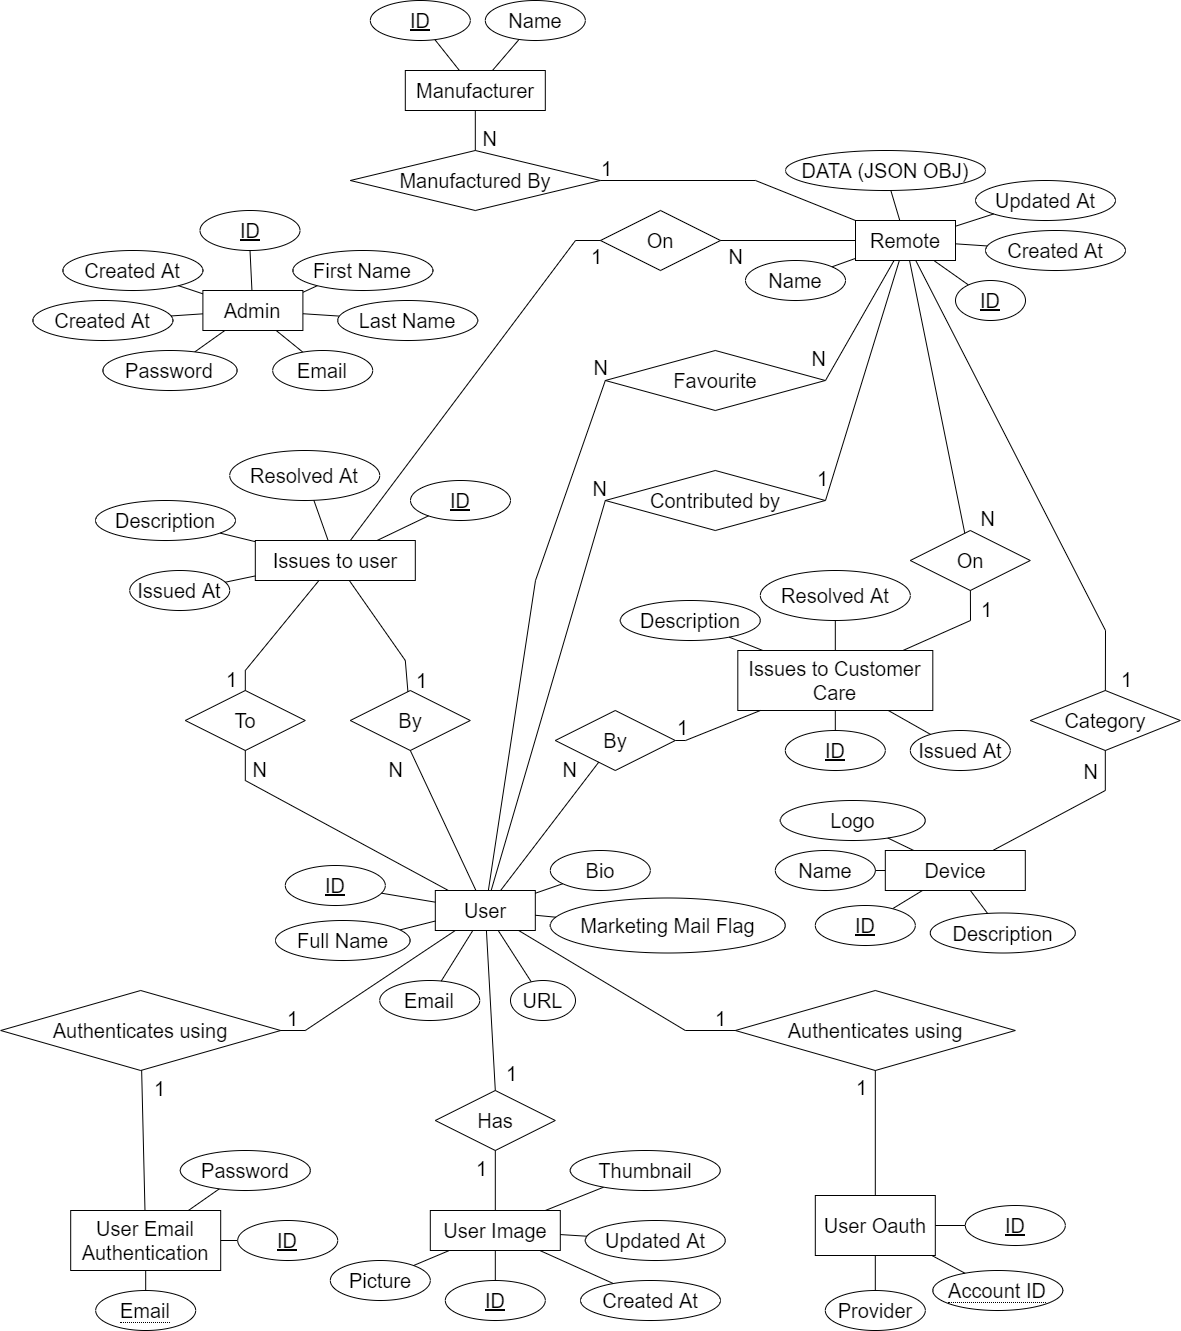 ID
Name
Manufacturer
N
Manufactured By
1
DATA (JSON OBJ)
Updated At
Remote
Created At
Name
ID
On
1
N
ID
Created At
First Name
Admin
Created At
Last Name
Password
Email
N
Favourite
N
N
Contributed by
1
Resolved At
ID
Description
Issues to user
Issued At
N
On
1
Resolved At
Description
Issues to Customer
Care
ID
Issued At
1
To
N
1
By
N
1
By
N
1
Category
N
Logo
Name
Device
ID
Description
ID
Bio
User
Full Name
Marketing Mail Flag
Email
URL
Authenticates using
1
1
1
Authenticates using
1
1
Has
1
Password
User Email
Authentication
ID
Email
Thumbnail
User Image
Updated At
Picture
ID
Created At
User Oauth
ID
Account ID
Provider